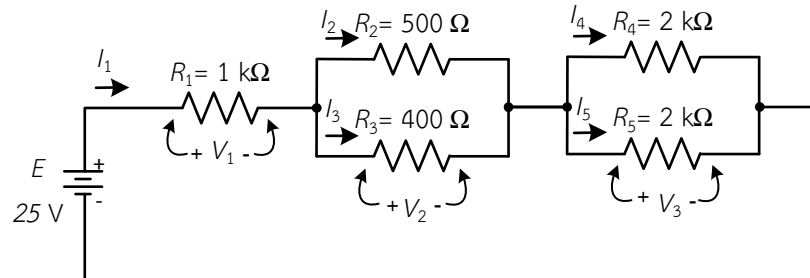 I2 R2= 500 Ω
I4 R4= 2 kΩ
I1 R1= 1 kΩ
I3 R3= 400 Ω
I5 R5= 2 kΩ
+ V1 -
E +
25 V -
+ V2 -
+ V3 -